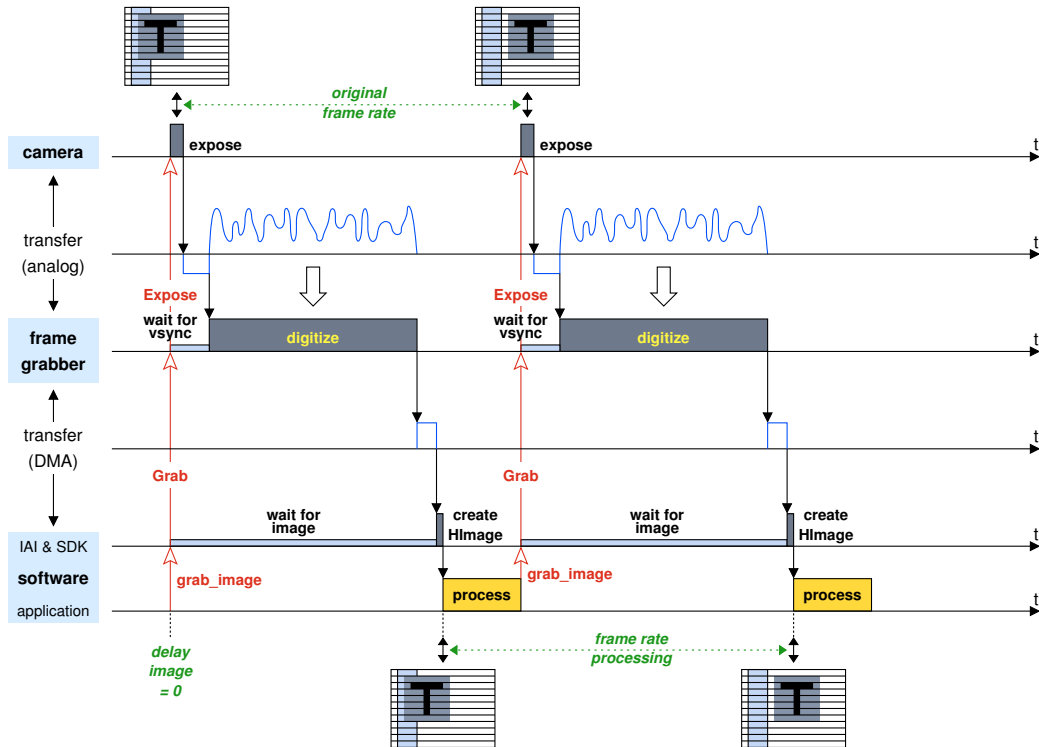 T
T
original
frame rate
camera
expose
expose
t
transfer
(analog)
t
Expose
Expose
wait for
vsync
wait for
vsync
frame
grabber
digitize
digitize
t
transfer
(DMA)
t
Grab
Grab
wait for
image
create
HImage
wait for
image
create
HImage
IAI & SDK
t
software
grab_image
grab_image
process
process
application
t
delay
image
= 0
frame rate
processing
T
T